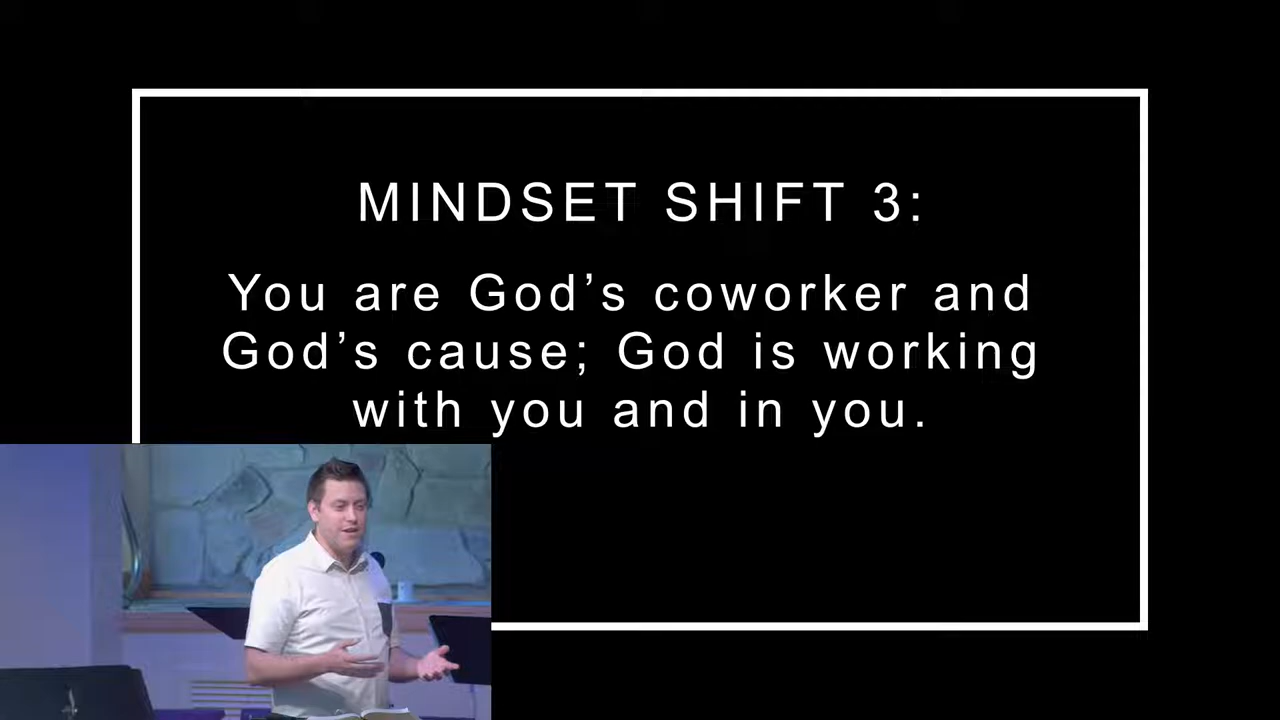 MINDSET SHIFT 3:
You are God’s coworker and
God’s cause; God is working
with you and in you.